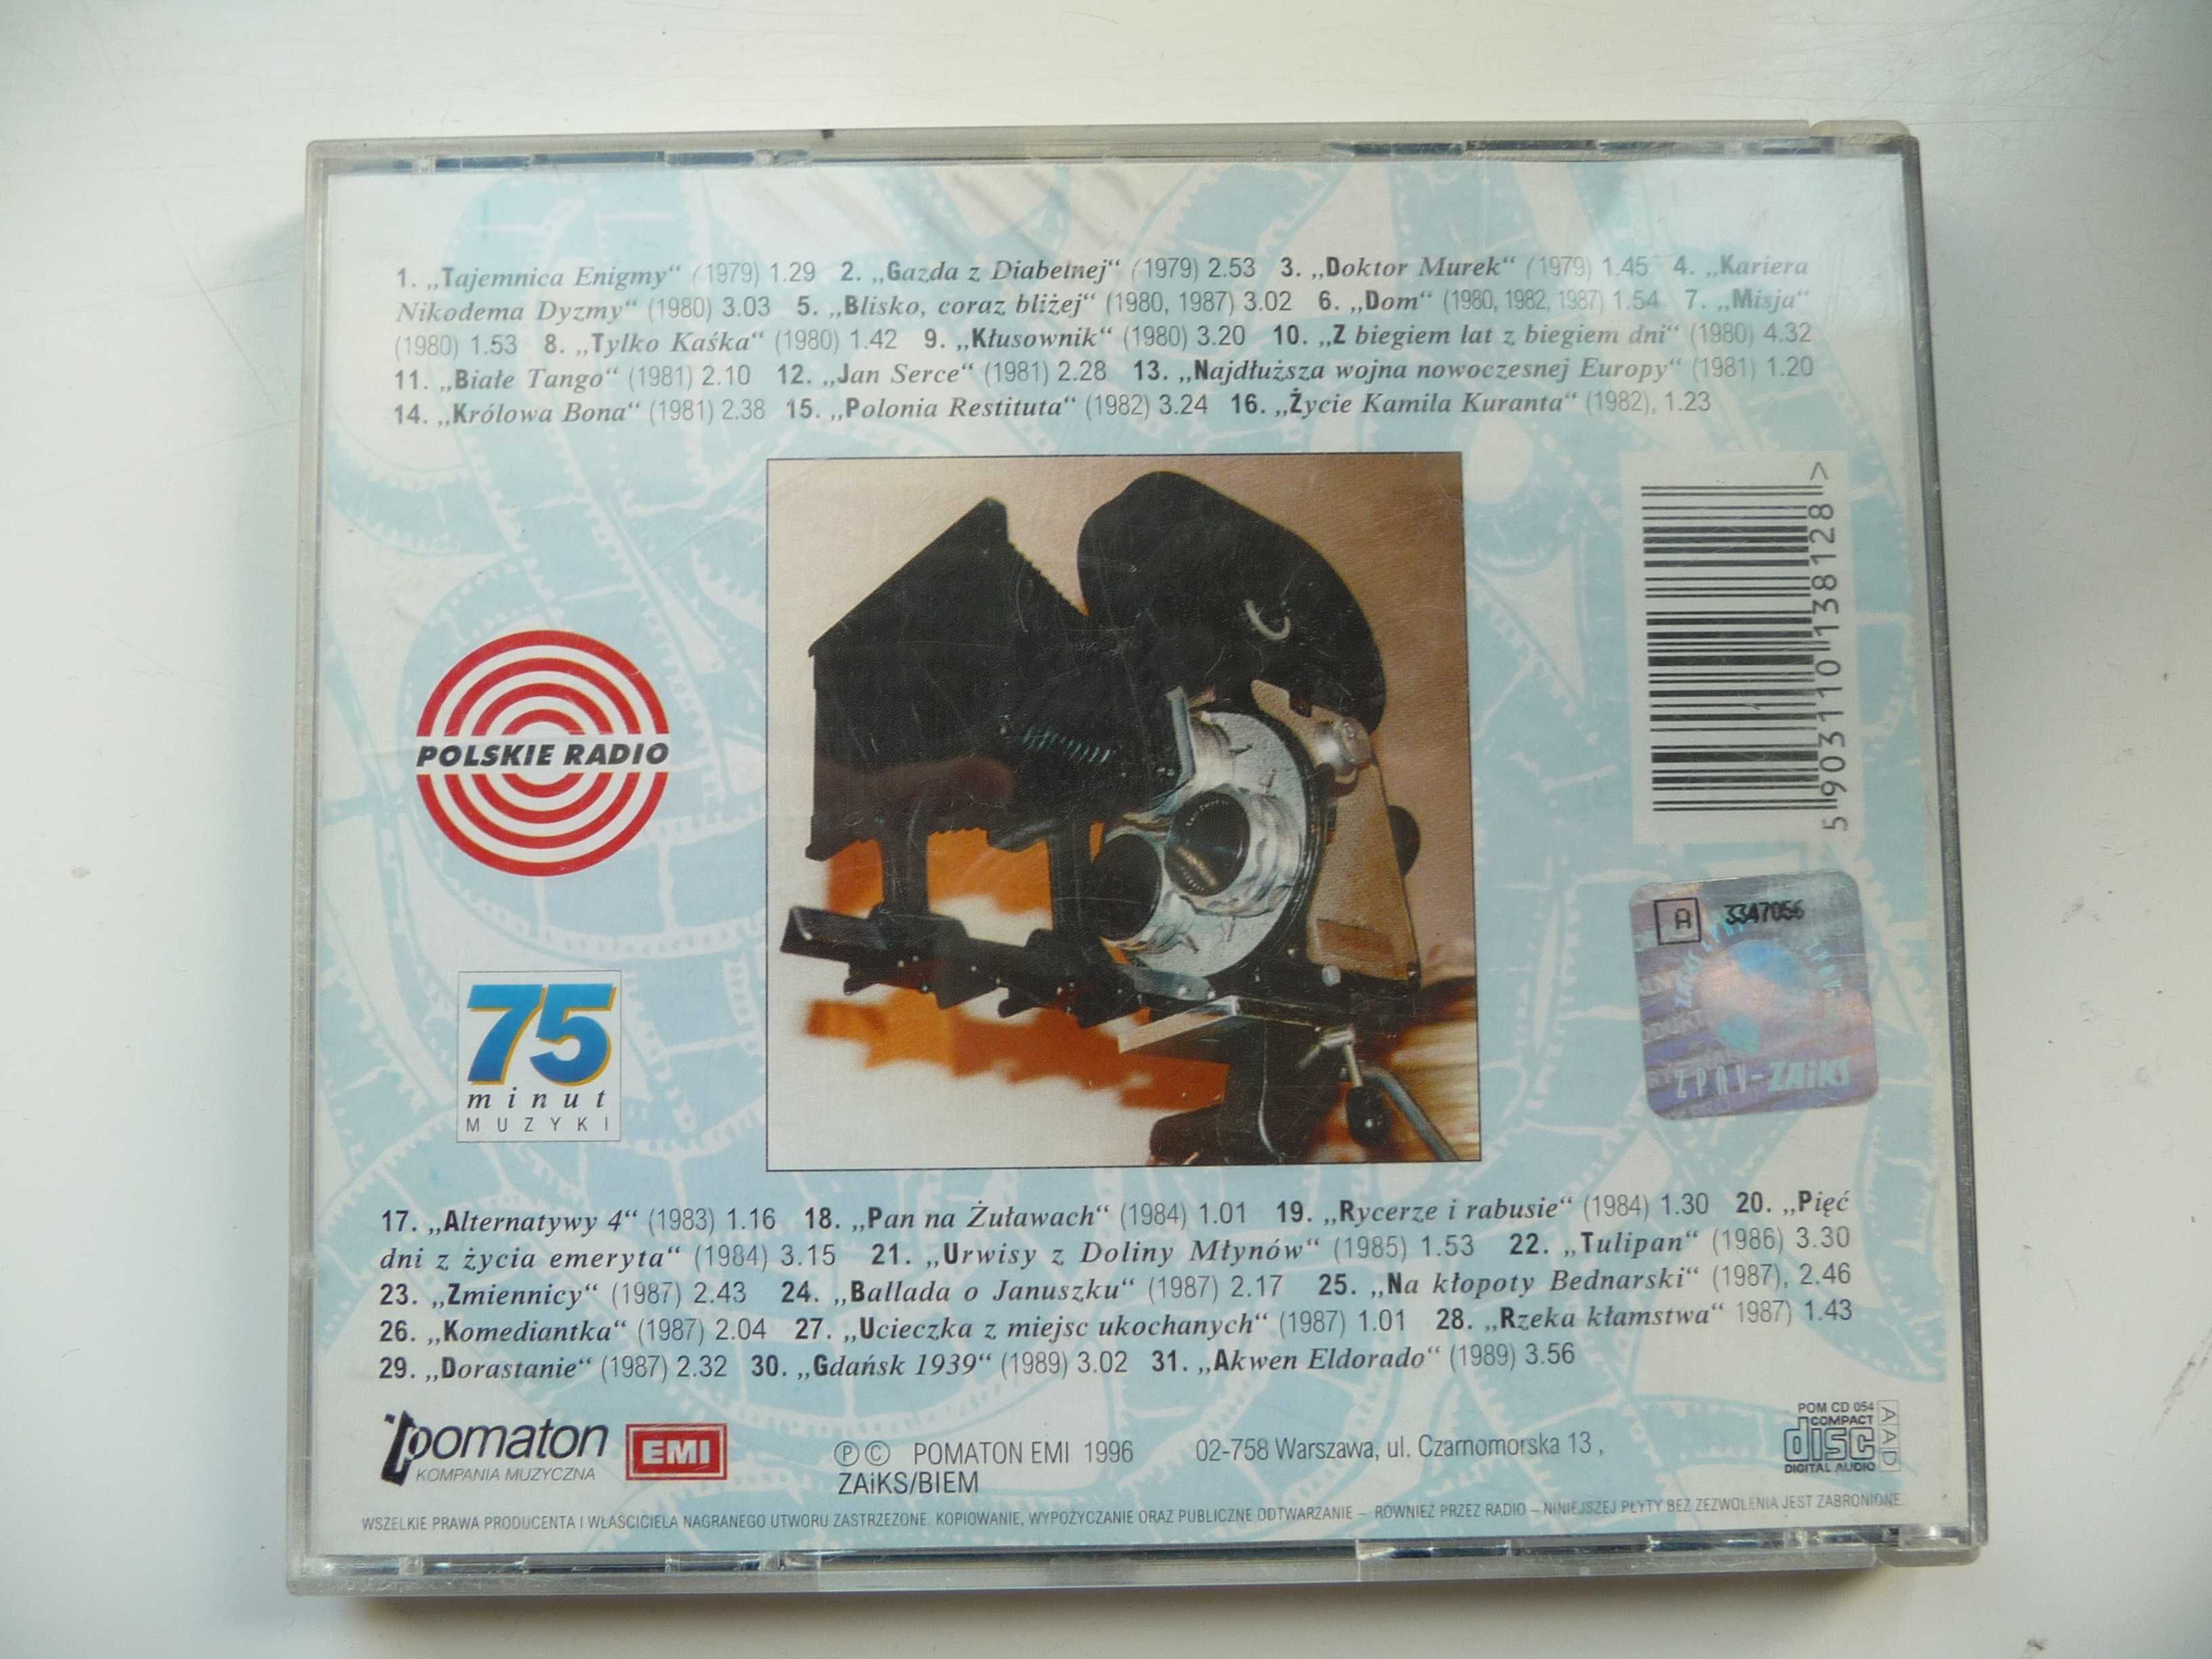 1. „Tajemnica Enigmy“ (1979) 1.29 2. „Gazda z Diabelnej“ (1979) 2.53 3. „Doktor Murek“ (1979) 1.45 4. „Kariera
Nikodema Dyzmy“ (1980) 3.03 5. „Blisko, coraz bliżej“ (1980, 1987) 3.02 6. „Dom“ (1980, 1982, 1987) 1.54 7. „Misja“
(1980) 1.53 8. „Tylko Kaśka“ (1980) 1.42 9. „Kłusownik“ (1980) 3.20 10. „Z biegiem lat z biegiem dni“ (1980) 4.32
11. „Białe Tango“ (1981) 2.10 12. „Jan Serce“ (1981) 2.28 13. „Najdłuższa wojna nowoczesnej Europy“ (1981) 1.20
14. „Królowa Bona“ (1981) 2.38 15. „Polonia Restituta“ (1982) 3.24 16. „Życie Kamila Kuranta“ (1982), 1.23
5 903110 138128 >
POLSKIE RADIO
A 3347056
ZPAV-ZAiKS
75
minut
MUZYKI
17. „Alternatywy 4“ (1983) 1.16 18. „Pan na Żuławach“ (1984) 1.01 19. „Rycerze i rabusie“ (1984) 1.30 20. „Pięć
dni z życia emeryta“ (1984) 3.15 21. „Urwisy z Doliny Młynów“ (1985) 1.53 22. „Tulipan“ (1986) 3.30
23. „Zmiennicy“ (1987) 2.43 24. „Ballada o Januszku“ (1987) 2.17 25. „Na kłopoty Bednarski“ (1987), 2.46
26. „Komediantka“ (1987) 2.04 27. „Ucieczka z miejsc ukochanych“ (1987) 1.01 28. „Rzeka kłamstwa“ 1987) 1.43
29. „Dorastanie“ (1987) 2.32 30. „Gdańsk 1939“ (1989) 3.02 31. „Akwen Eldorado“ (1989) 3.56
pomaton
KOMPANIA MUZYCZNA
EMI
Ⓟ © POMATON EMI 1996 02-758 Warszawa, ul. Czarnomorska 13 ,
ZAiKS/BIEM
POM CD 054
COMPACT
disc
DIGITAL AUDIO
AAD
WSZELKIE PRAWA PRODUCENTA I WŁAŚCICIELA NAGRANEGO UTWORU ZASTRZEŻONE. KOPIOWANIE, WYPOŻYCZANIE ORAZ PUBLICZNE ODTWARZANIE – RÓWNIEŻ PRZEZ RADIO – NINIEJSZEJ PŁYTY BEZ ZEZWOLENIA JEST ZABRONIONE.